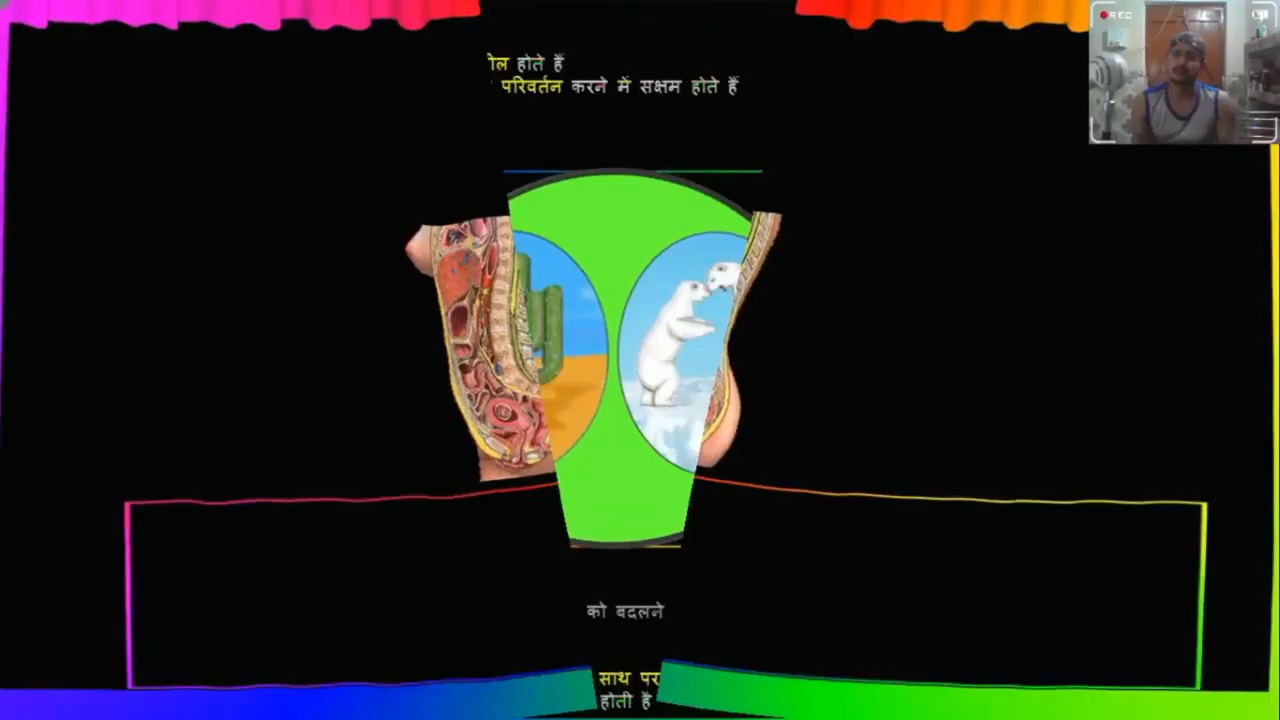 होते हैं
परिवर्तन करने में सक्षम होते हैं
को बदलने
साथ पर
होती है
REC